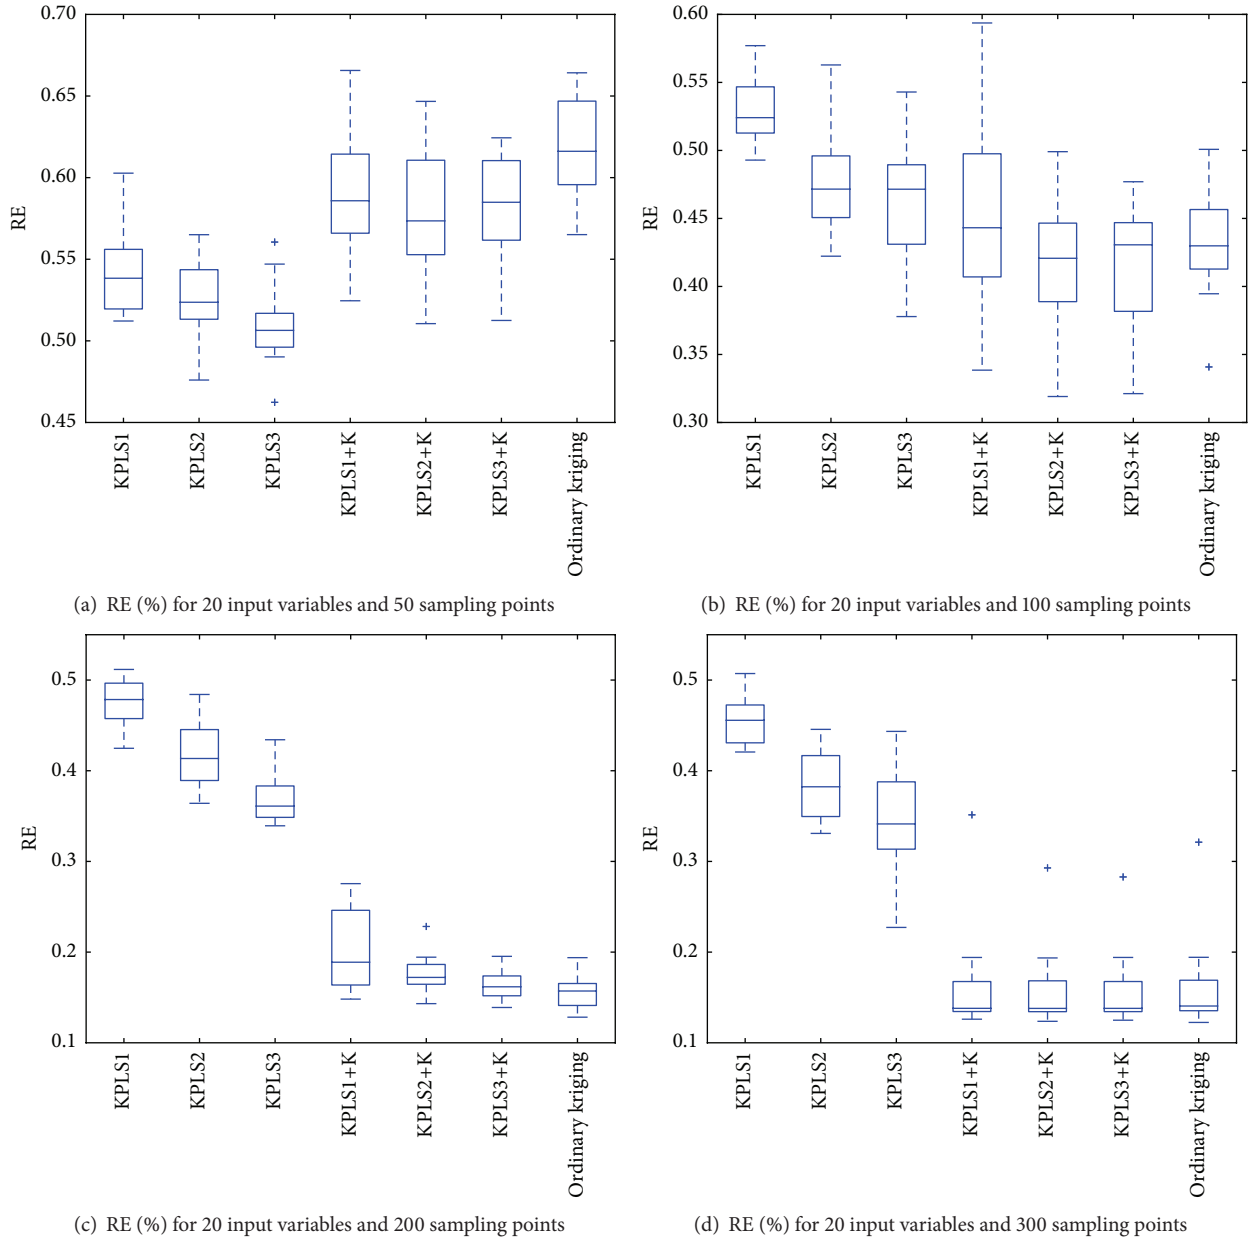 0.70
0.65
0.60
0.55
0.50
0.45
RE
KPLS1
KPLS2
KPLS3
KPLS1+K
KPLS2+K
KPLS3+K
Ordinary kriging
(a) RE (%) for 20 input variables and 50 sampling points
0.60
0.55
0.50
0.45
0.40
0.35
0.30
RE
KPLS1
KPLS2
KPLS3
KPLS1+K
KPLS2+K
KPLS3+K
Ordinary kriging
(b) RE (%) for 20 input variables and 100 sampling points
0.5
0.4
0.3
0.2
0.1
RE
KPLS1
KPLS2
KPLS3
KPLS1+K
KPLS2+K
KPLS3+K
Ordinary kriging
(c) RE (%) for 20 input variables and 200 sampling points
0.5
0.4
0.3
0.2
0.1
RE
KPLS1
KPLS2
KPLS3
KPLS1+K
KPLS2+K
KPLS3+K
Ordinary kriging
(d) RE (%) for 20 input variables and 300 sampling points